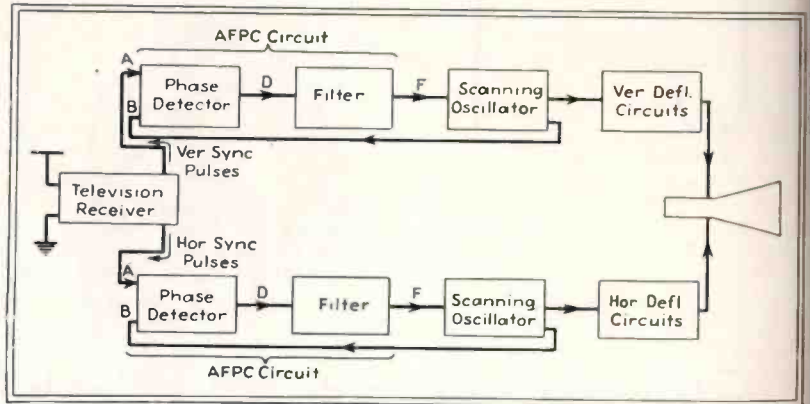 AFPC Circuit
A
Phase
Detector
D
Filter
F
Scanning
Oscillator
Ver Defl.
Circuits
B
Ver Sync
Pulses
Television
Receiver
Hor Sync
Pulses
A
Phase
Detector
D
Filter
F
Scanning
Oscillator
Hor Defl
Circuits
B
AFPC Circuit